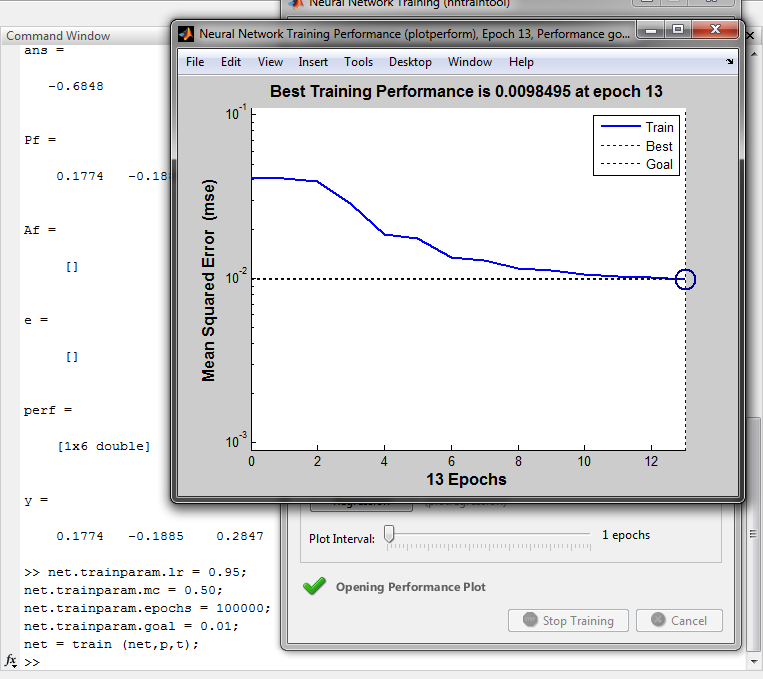 Neural Network Training (nntraintool)
Command Window
ans =
-0.6848
Pf =
0.1774
Af =
[]
e =
[]
perf =
[1x6 double]
y =
0.1774 -0.1885 0.2847
>> net.trainparam.lr = 0.95;
net.trainparam.mc = 0.50;
net.trainparam.epochs = 100000;
net.trainparam.goal = 0.01;
net = train (net,p,t);
fx >>
Neural Network Training Performance (plotperform), Epoch 13, Performance go...
File Edit View Insert Tools Desktop Window Help
Best Training Performance is 0.0098495 at epoch 13
Train
Best
Goal
Mean Squared Error (mse)
10^-1
10^-2
10^-3
0 2 4 6 8 10 12
13 Epochs
Plot Interval: 1 epochs
Opening Performance Plot
Stop Training Cancel